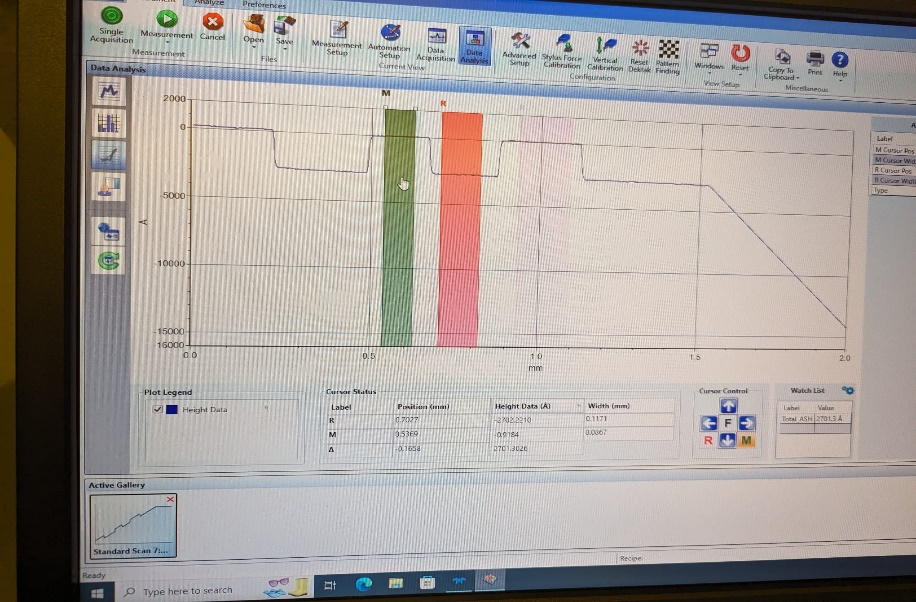 Analyze
Preferences
Single Acquisition
Measurement
Cancel
Open
Save
Measurement Setup
Automation Setup
Data Acquisition
Data Analysis
Advanced Setup
Stylus Force Calibration
Vertical Calibration
Reset Dektak
Pattern Finding
Windows
Reset
Copy To Clipboard
Print
Help
Measurement
Files
Current View
Configuration
View Setup
Miscellaneous
Data Analysis
M
R
2000
0
-5000
-10000
-15000
-16000
Å
0.0
0.5
1.0
1.5
2.0
mm
Label
M Cursor Pos
M Cursor Wid
R Cursor Pos
R Cursor Wid
Type
Plot Legend
Height Data
Cursor Status
Label Position (mm) Height Data (Å) Width (mm)
R 0.7027 -2702.2210 0.1171
M 0.5369 -0.9184 0.0867
Δ -0.1658 2701.3026
Cursor Control
F
R
M
Watch List
Label Value
Total_ASH 2701.3 Å
Active Gallery
Standard Scan 7:...
Recipe:
Ready
Type here to search